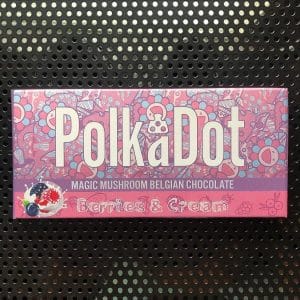 PolkaDot
MAGIC MUSHROOM BELGIAN CHOCOLATE
Berries & Cream